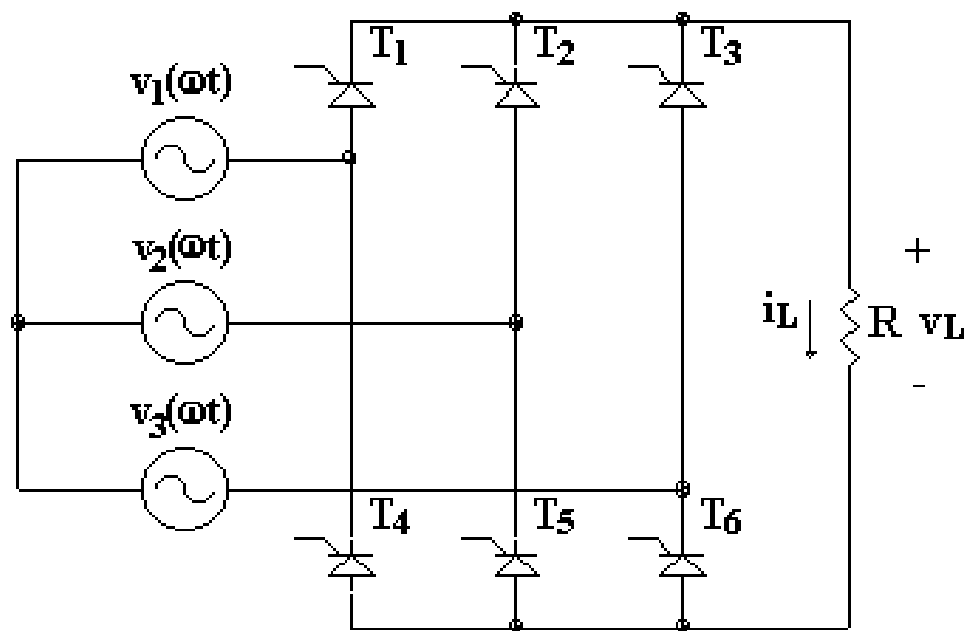 T1 T2 T3
v1(ωt)
v2(ωt)
+
iL R vL
-
v3(ωt)
T4 T5 T6